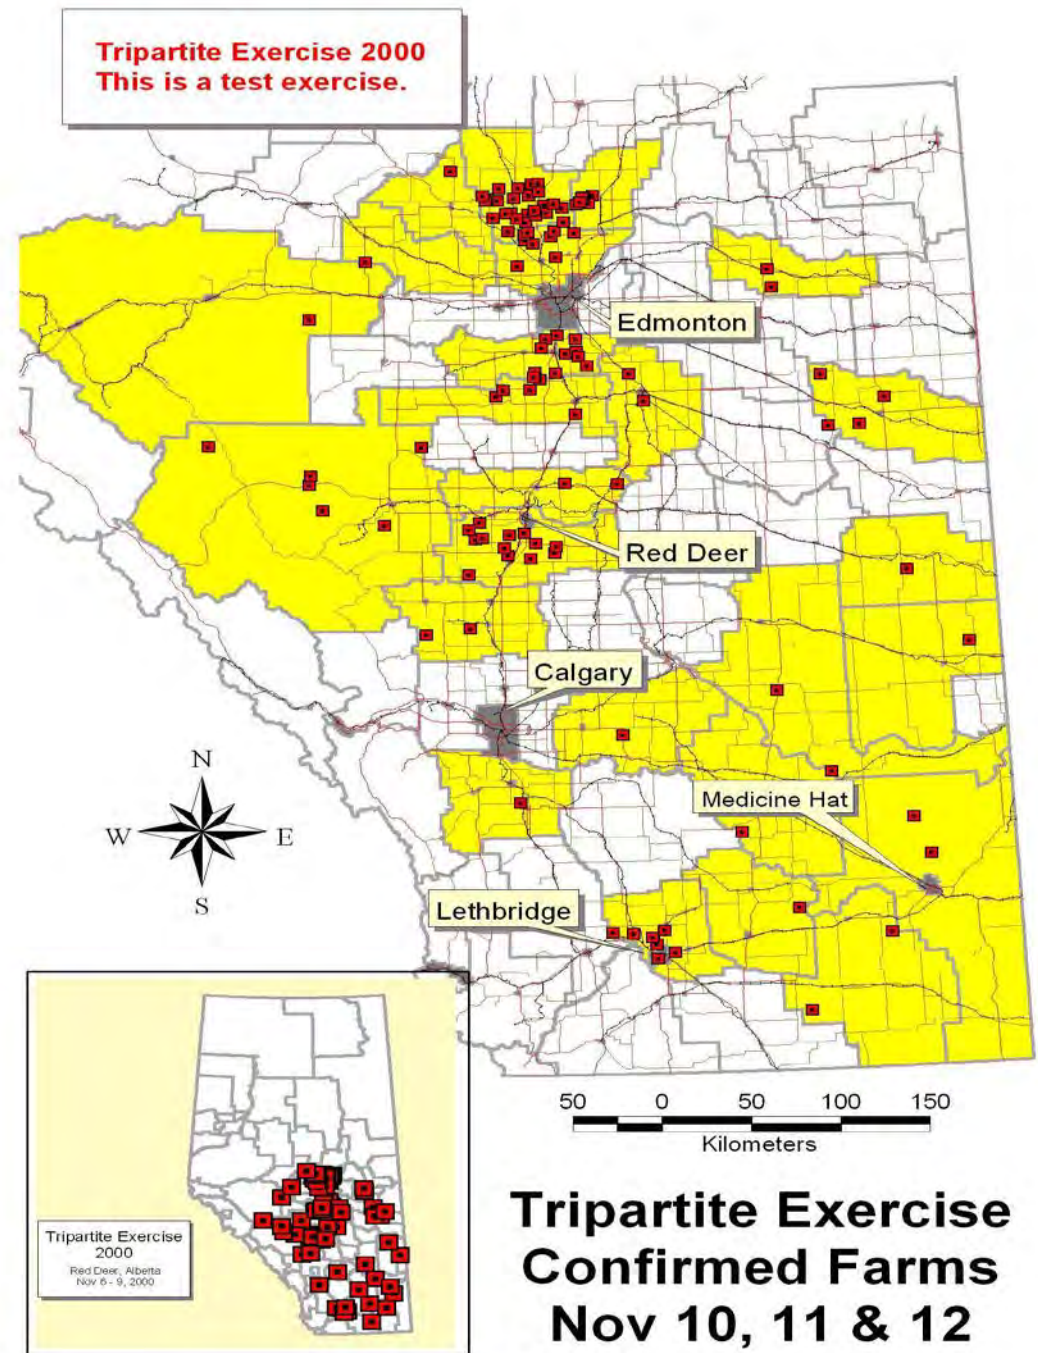 Tripartite Exercise 2000
This is a test exercise.
Edmonton
Red Deer
Calgary
N
W E
S
Medicine Hat
Lethbridge
50 0 50 100 150
Kilometers
Tripartite Exercise
2000
Red Deer, Alberta
Nov 6 - 9, 2000
Tripartite Exercise
Confirmed Farms
Nov 10, 11 & 12